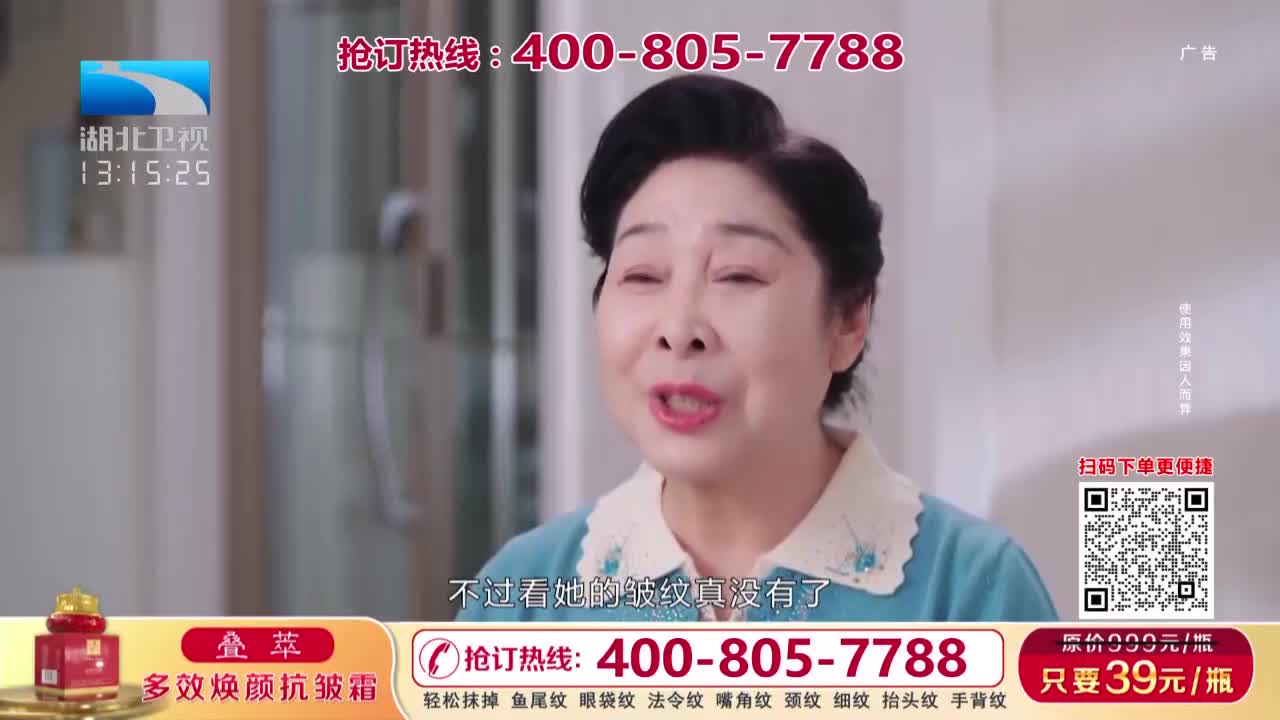 抢订热线：400-805-7788
广告
湖北卫视
13:15:25
使用效果因人而异
扫码下单更便捷
不过看她的皱纹真没有了
叠萃
多效焕颜抗皱霜
抢订热线: 400-805-7788
轻松抹掉 鱼尾纹 眼袋纹 法令纹 嘴角纹 颈纹 细纹 抬头纹 手背纹
原价999元/瓶
只要39元/瓶